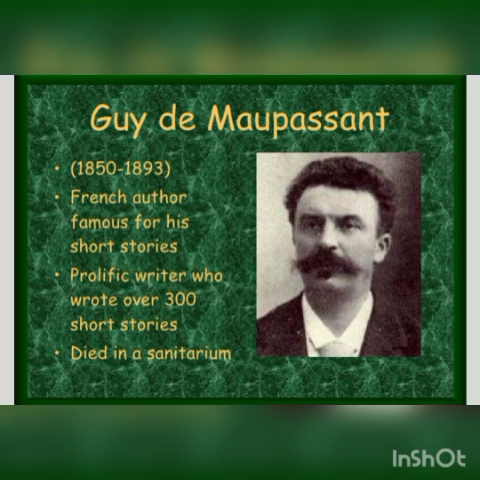 Guy de Maupassant
• (1850-1893)
• French author
famous for his
short stories
• Prolific writer who
wrote over 300
short stories
• Died in a sanitarium
InShOt